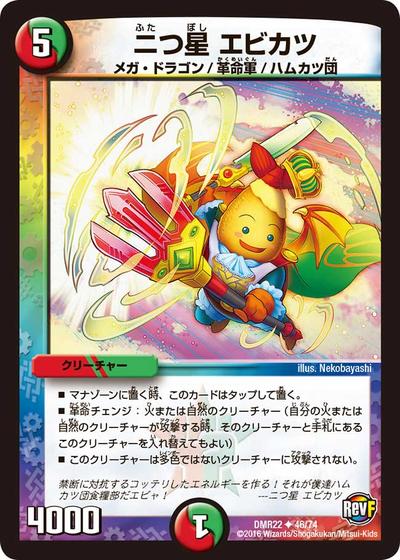 5
ふた ぼし
二つ星 エビカツ
かくめいぐん だん
メガ・ドラゴン / 革命軍 / ハムカツ団
クリーチャー
illus. Nekobayashi
■ マナゾーンに置く時、このカードはタップして置く。
■ 革命チェンジ:火または自然のクリーチャー(自分の火または
自然のクリーチャーが攻撃する時、そのクリーチャーと手札にある
このクリーチャーを入れ替えてもよい)
■ このクリーチャーは多色ではないクリーチャーに攻撃されない。
禁断に対抗するコッテリしたエネルギーを作る!それが僕達ハム
カツ団食糧部だエビャ! ---二つ星 エビカツ
4000
1
DMR22 ◆ 46/74
©2016 Wizards/Shogakukan/Mitsui-Kids
RevF